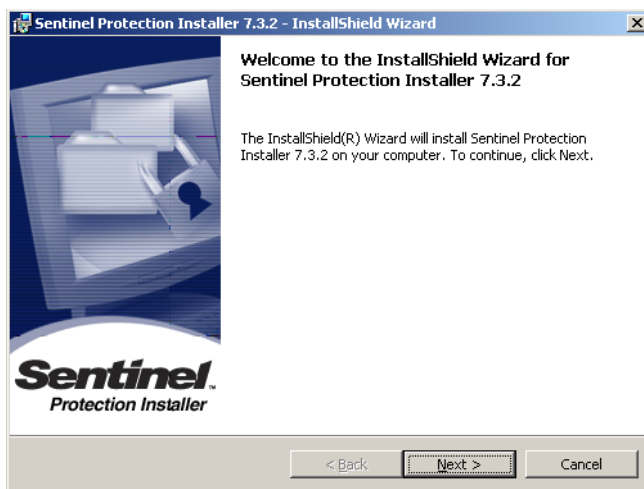 Sentinel Protection Installer 7.3.2 - InstallShield Wizard
Welcome to the InstallShield Wizard for
Sentinel Protection Installer 7.3.2
The InstallShield(R) Wizard will install Sentinel Protection
Installer 7.3.2 on your computer. To continue, click Next.
Sentinel™
Protection Installer
< Back
Next >
Cancel